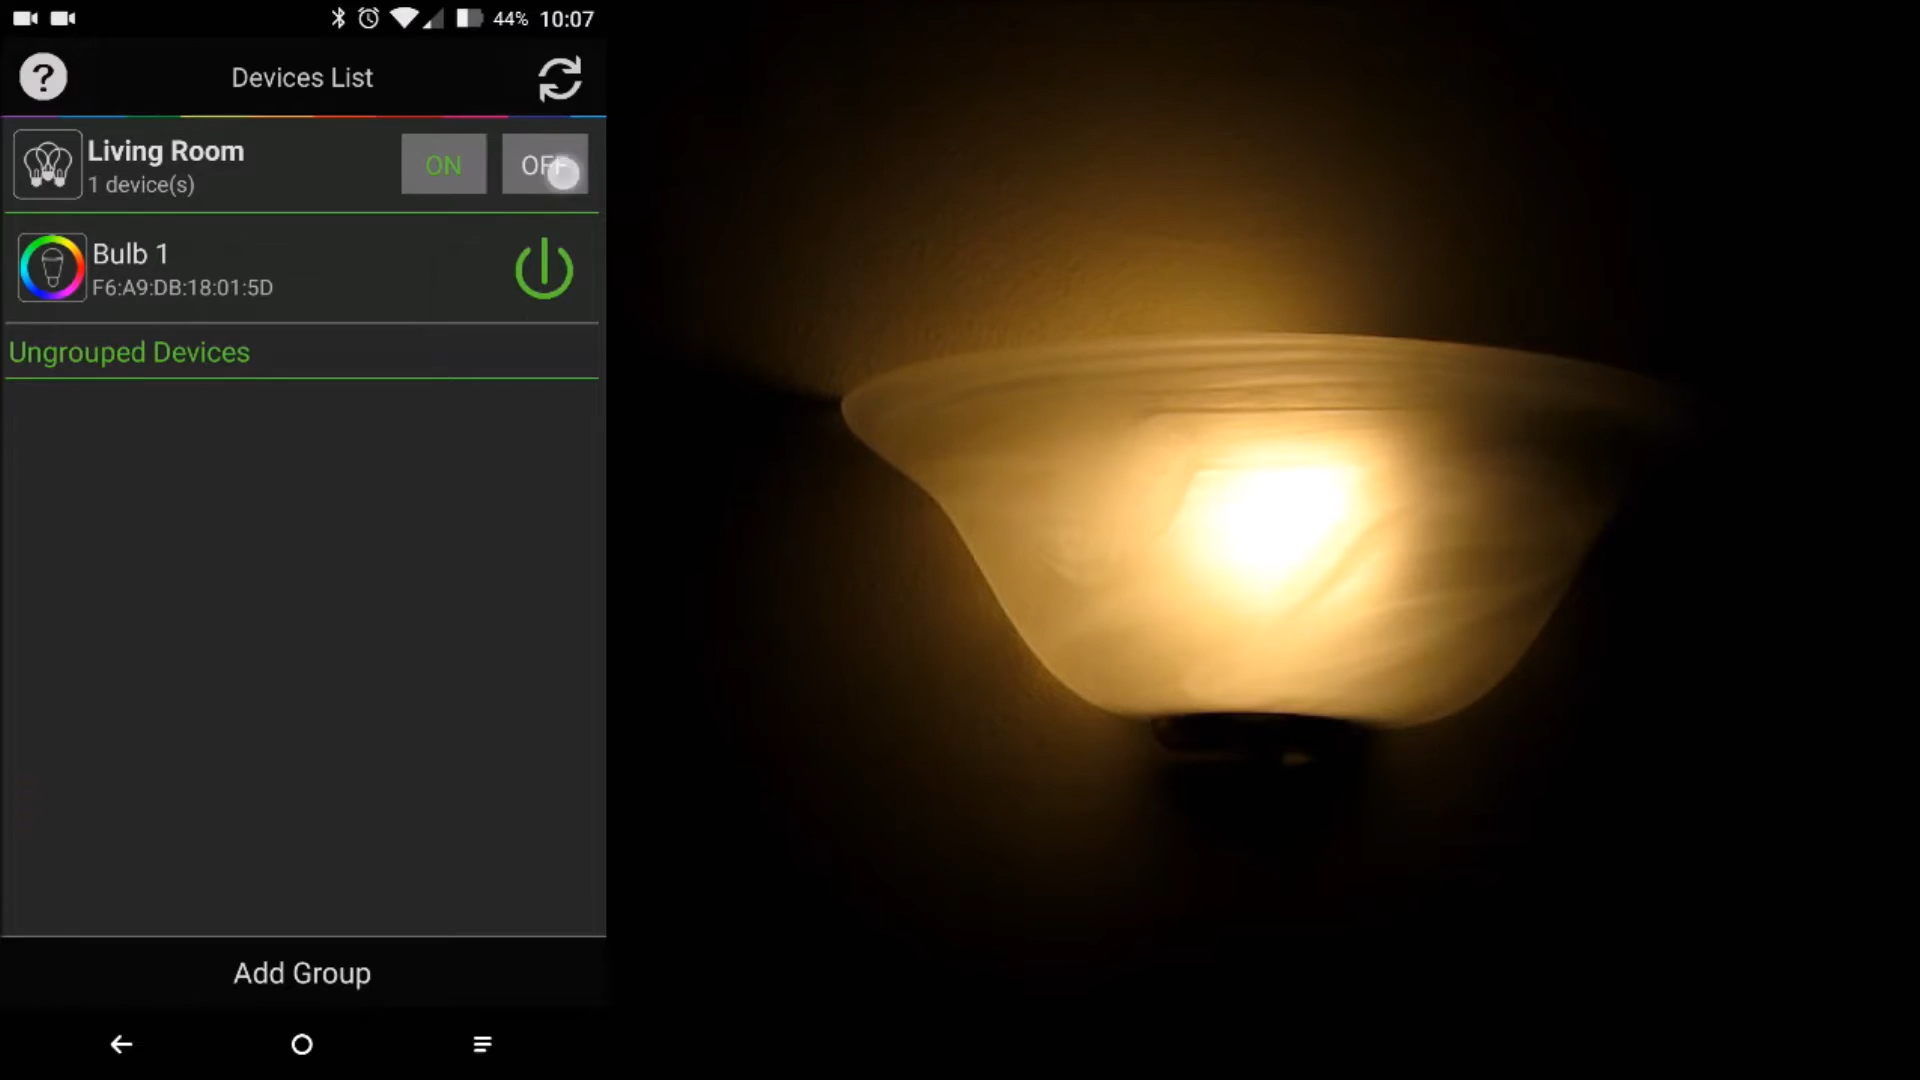 44% 10:07
?
Devices List
Living Room
1 device(s)
ON OFF
Bulb 1
F6:A9:DB:18:01:5D
Ungrouped Devices
Add Group